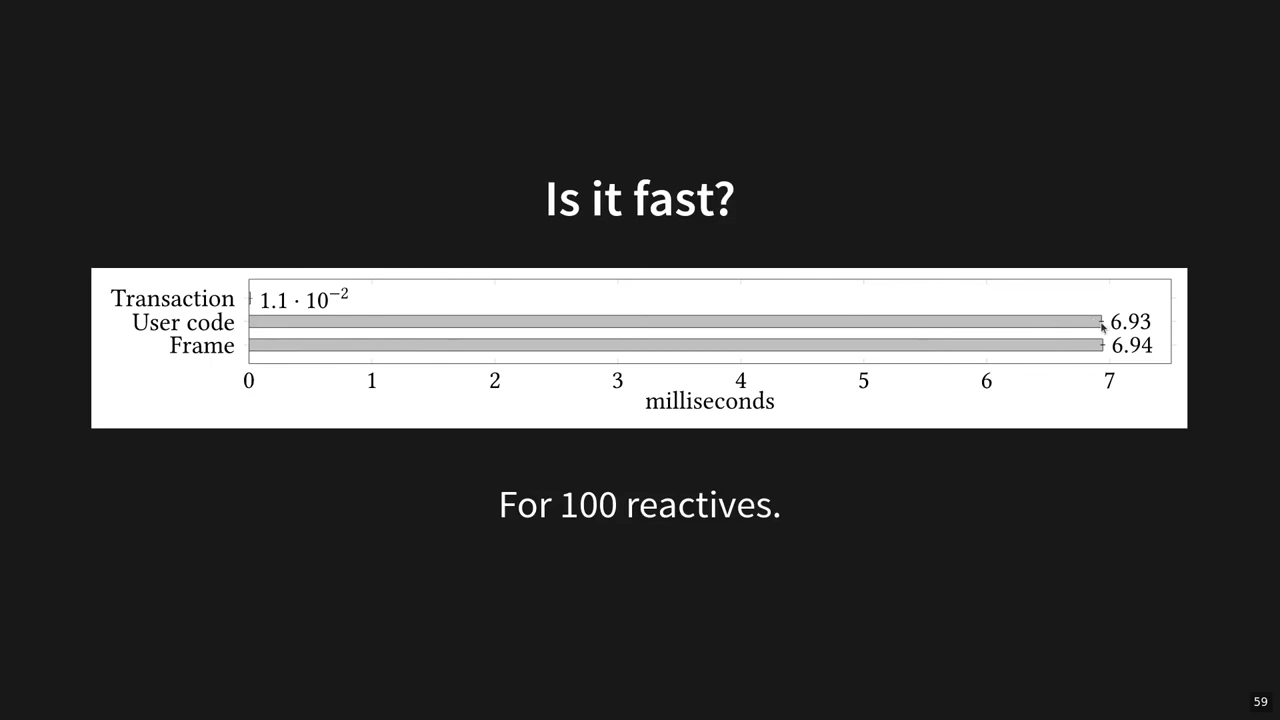 Is it fast?
Transaction 1.1 · 10⁻²
User code 6.93
Frame 6.94
0 1 2 3 4 5 6 7
milliseconds
For 100 reactives.
59